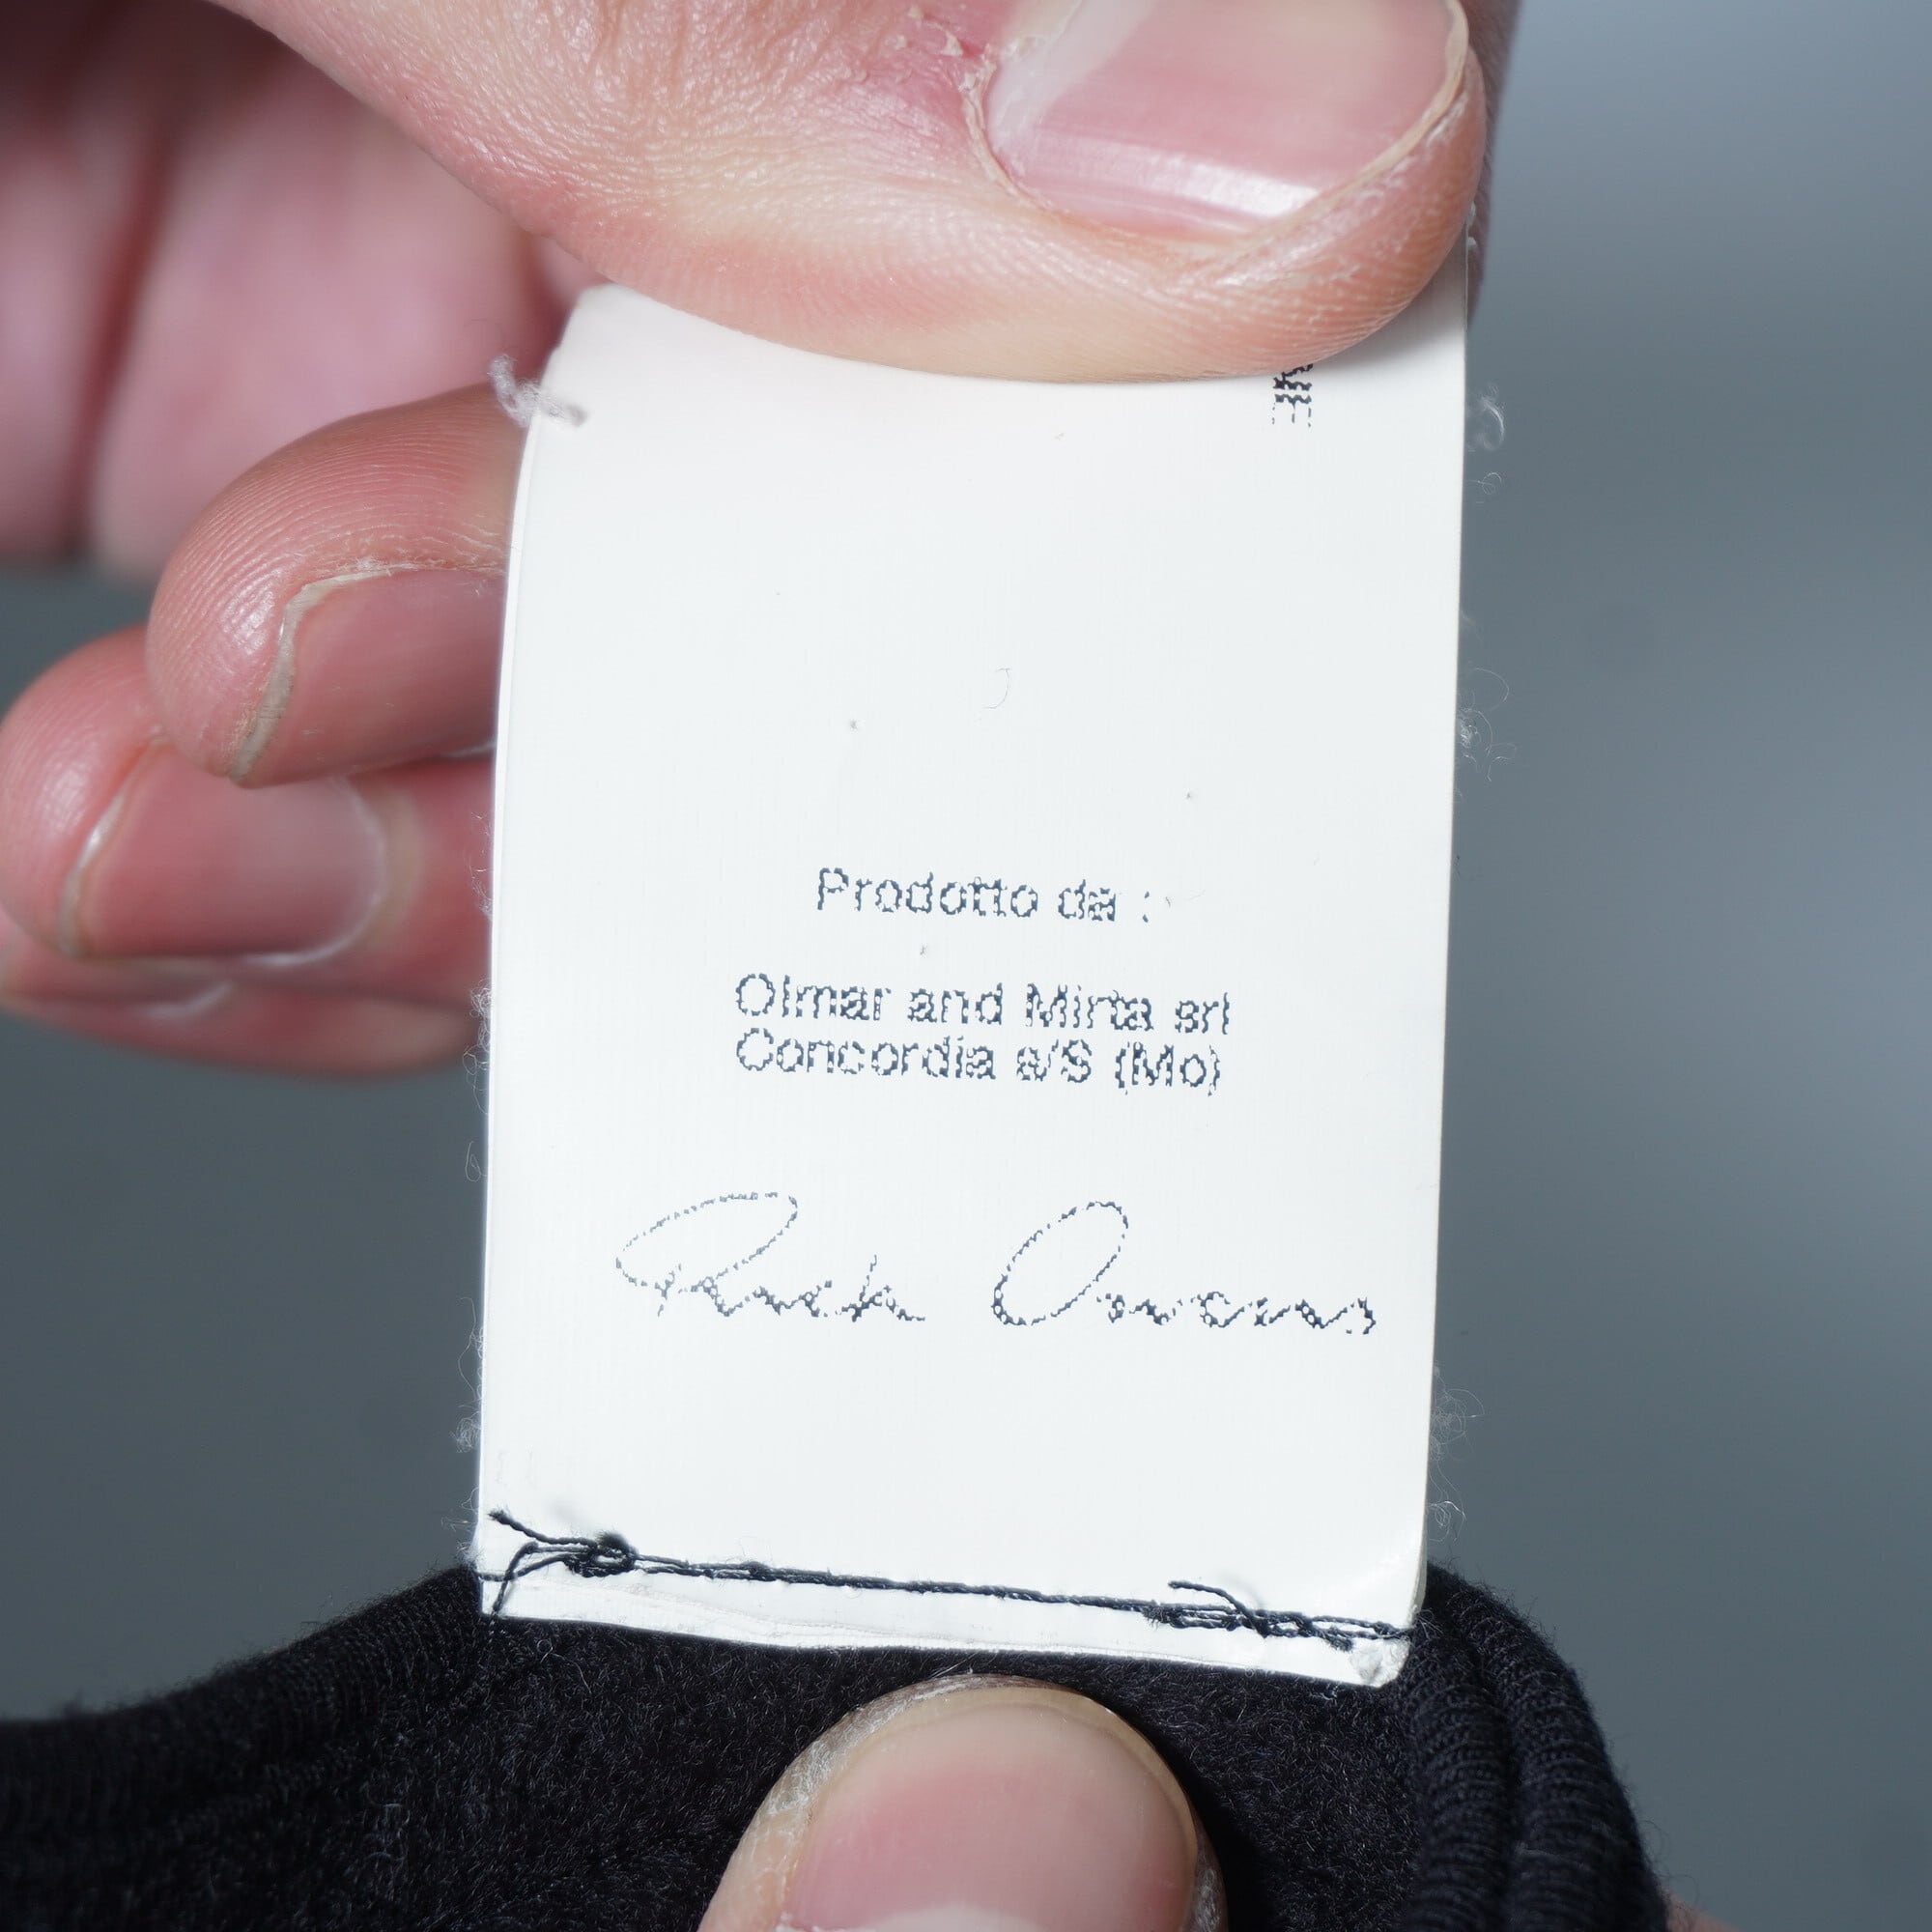 Prodotto da :
Olmar and Mirta srl
Concordia s/S (Mo)
Rick Owens